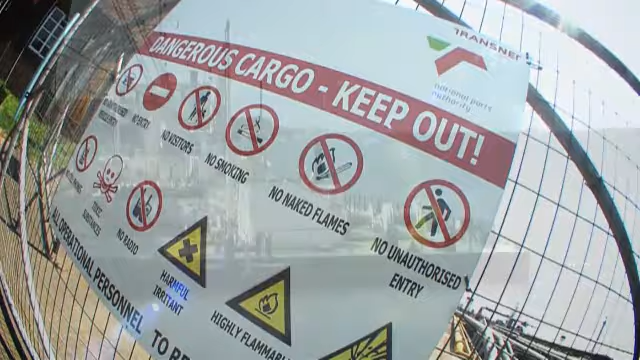 TRANSNET
national ports
authority
DANGEROUS CARGO - KEEP OUT!
NO ENTRY
NO VISITORS
NO SMOKING
NO NAKED FLAMES
NO UNAUTHORISED
ENTRY
TOXIC
SUBSTANCE
NO RADIO
HARMFUL
IRRITANT
HIGHLY FLAMMABLE
ALL OPERATIONAL PERSONNEL TO